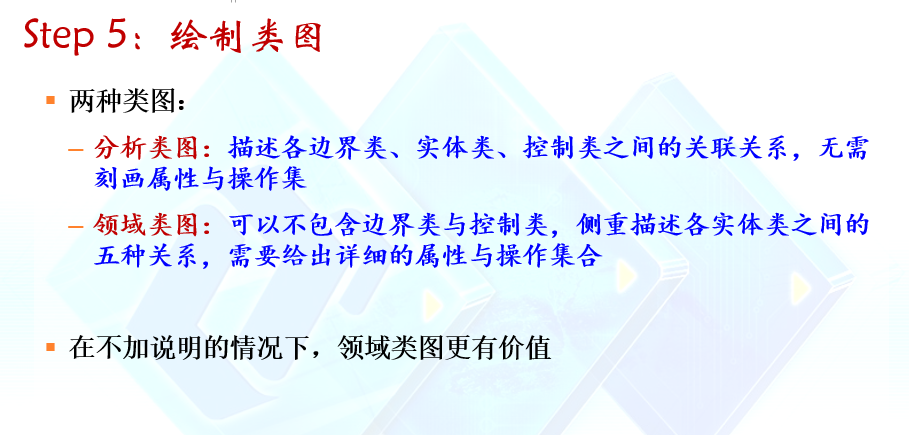 Step 5：绘制类图
两种类图：
– 分析类图：描述各边界类、实体类、控制类之间的关联关系，无需
刻画属性与操作集
– 领域类图：可以不包含边界类与控制类，侧重描述各实体类之间的
五种关系，需要给出详细的属性与操作集合
在不加说明的情况下，领域类图更有价值